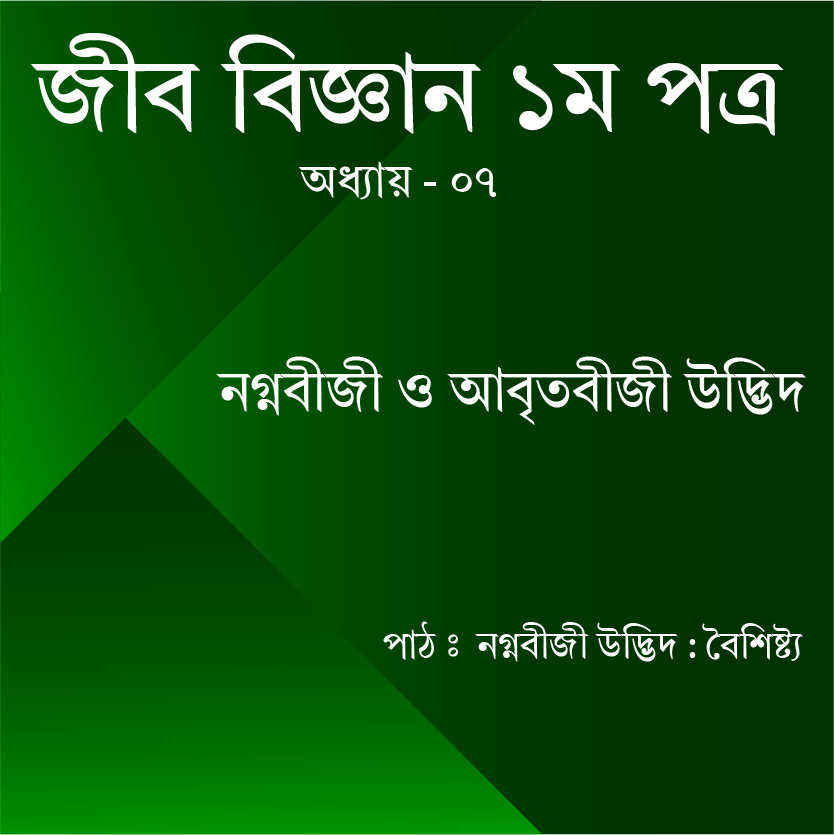 জীব বিজ্ঞান ১ম পত্র
অধ্যায় - ০৭
নগ্নবীজী ও আবৃতবীজী উদ্ভিদ
পাঠ ঃ নগ্নবীজী উদ্ভিদ : বৈশিষ্ট্য